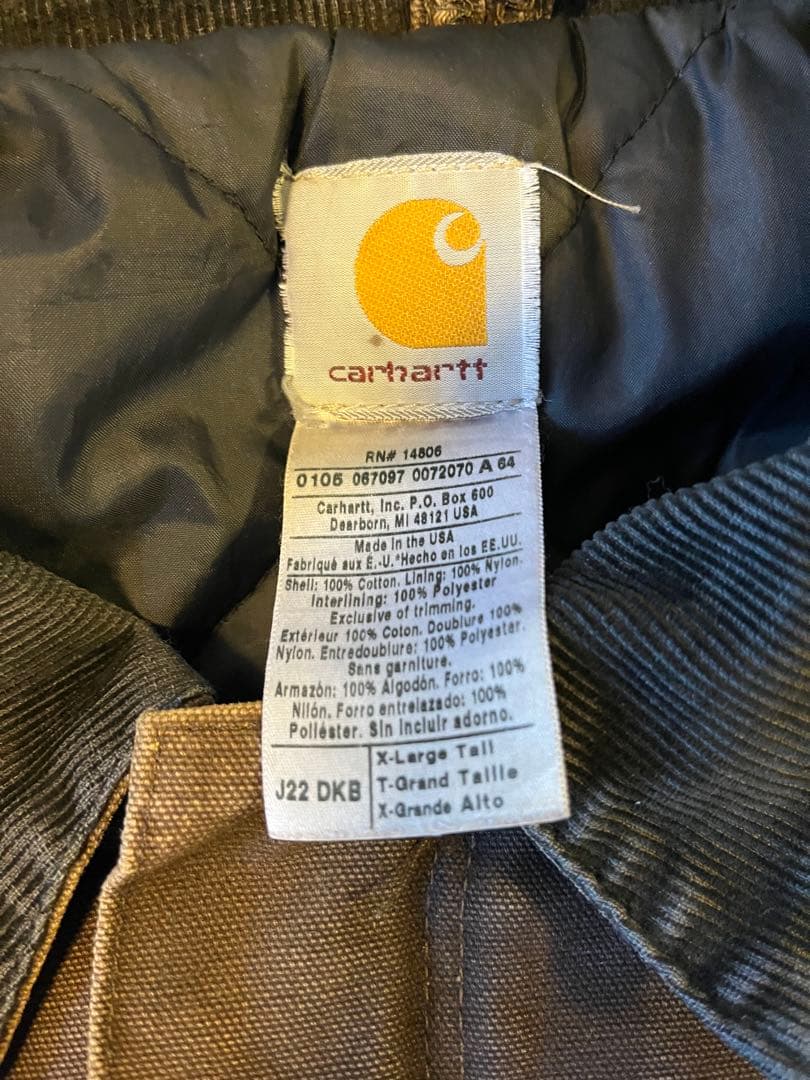 carhartt
RN# 14806
0105 067097 0072070 A 64
Carhartt, Inc. P.O. Box 600
Dearborn, MI 48121 USA
Made in the USA
Fabriqué aux É.-U.*Hecho en los EE.UU.
Shell: 100% Cotton. Lining: 100% Nylon.
Interlining: 100% Polyester
Exclusive of trimming.
Extérieur 100% Coton. Doublure 100%
Nylon. Entredoublure: 100% Polyester.
Sans garniture.
Armazón: 100% Algodón. Forro: 100%
Nilón. Forro entrelazado: 100%
Poliéster. Sin incluir adorno.
J22 DKB
X-Large Tall
T-Grand Taille
X-Grande Alto